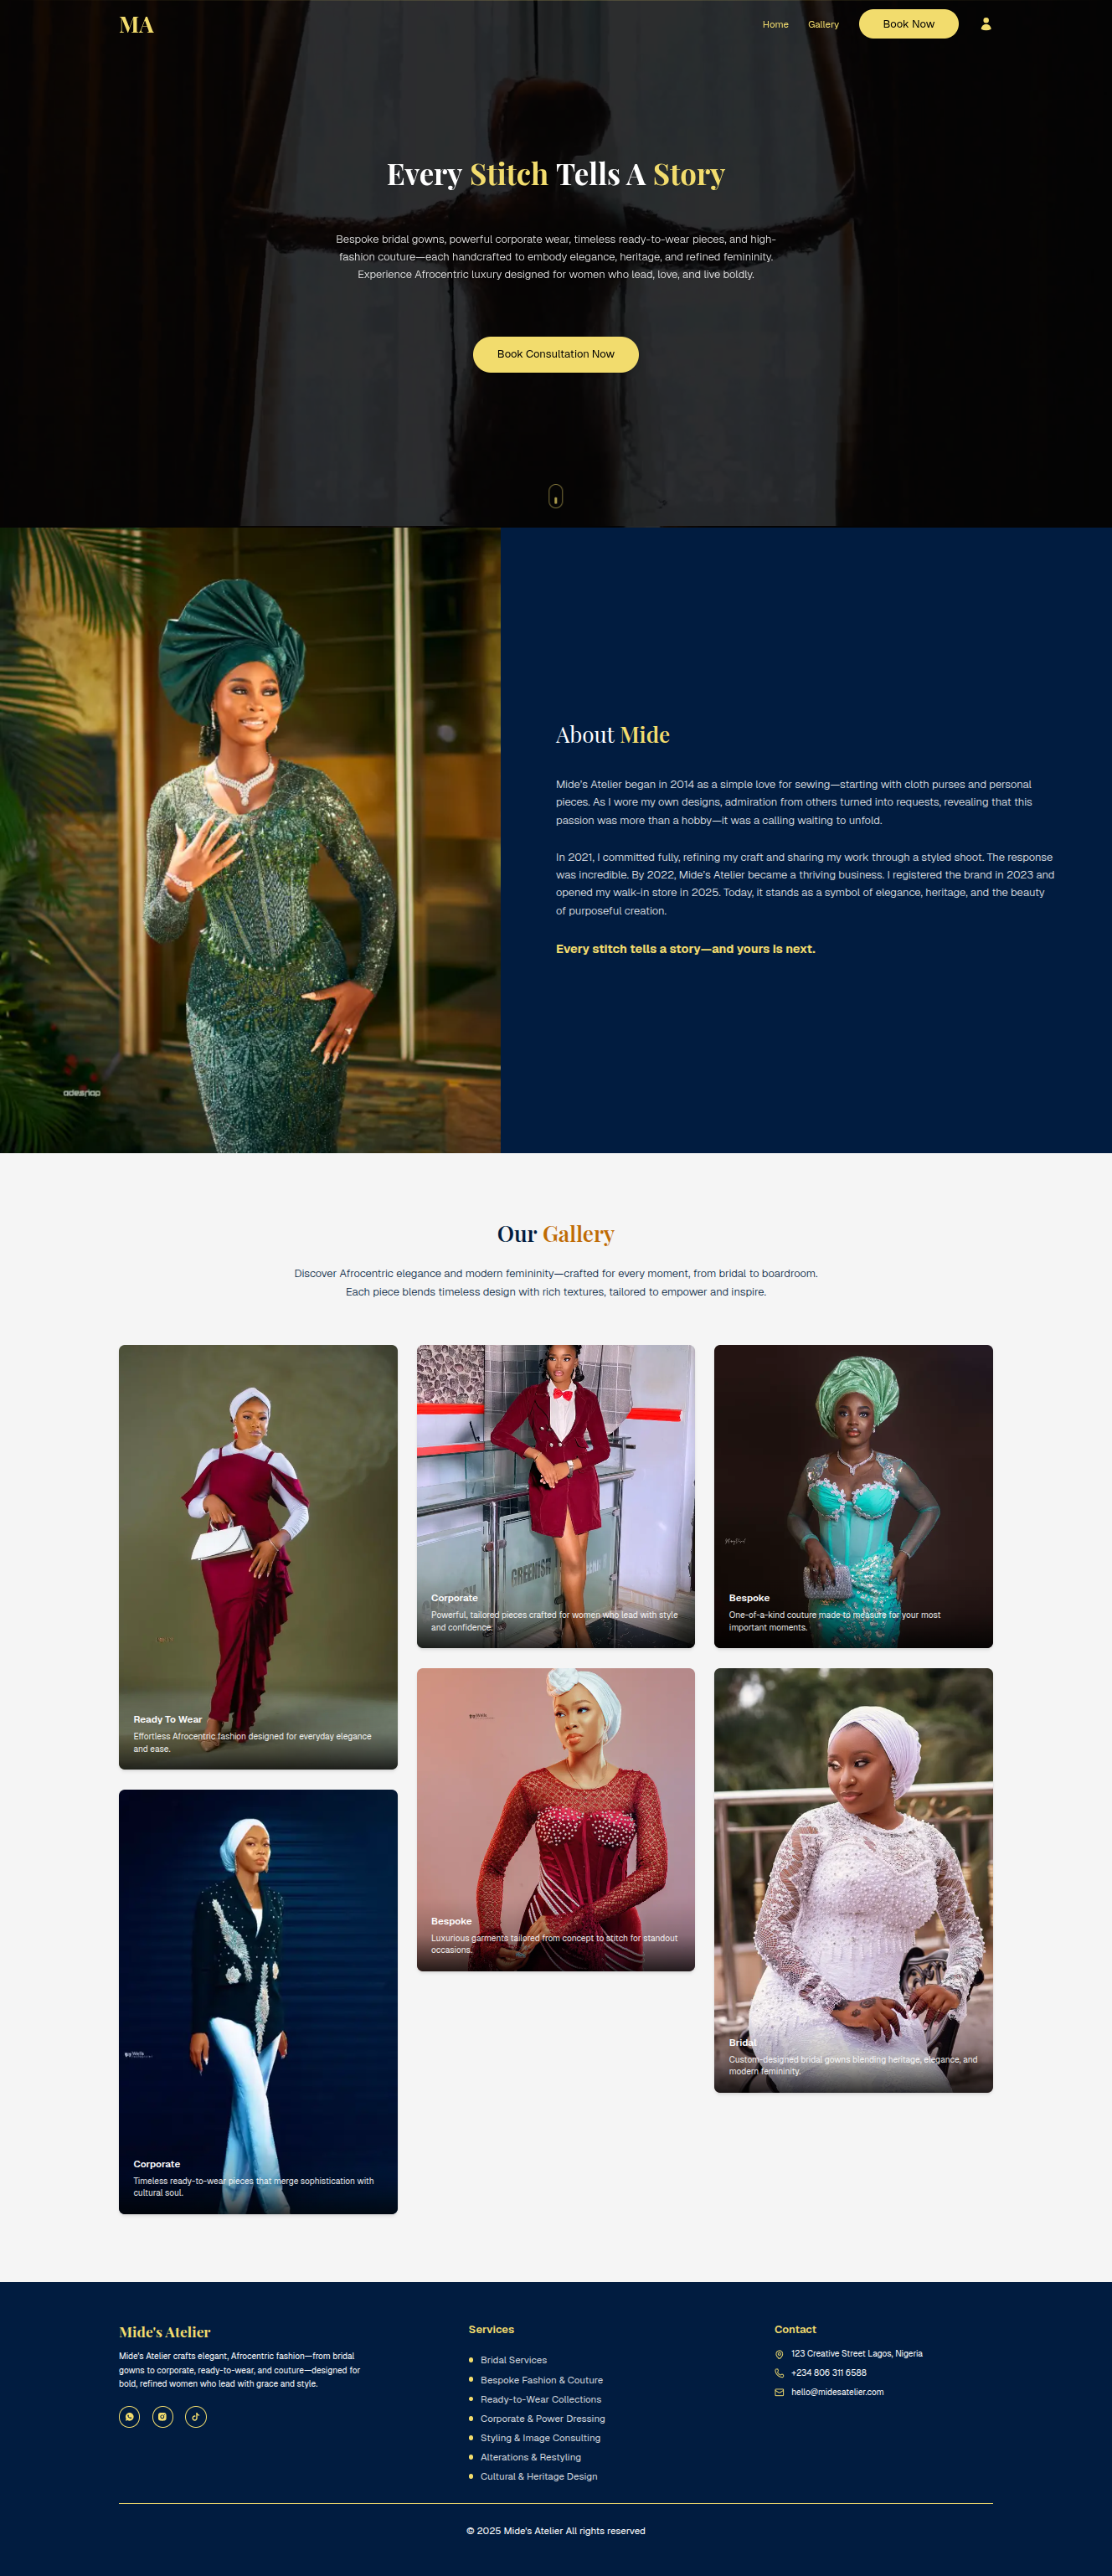 MA
Home
Gallery
Book Now
Every Stitch Tells A Story
Bespoke bridal gowns, powerful corporate wear, timeless ready-to-wear pieces, and high-
fashion couture—each handcrafted to embody elegance, heritage, and refined femininity.
Experience Afrocentric luxury designed for women who lead, love, and live boldly.
Book Consultation Now
adesnap
About Mide
Mide's Atelier began in 2014 as a simple love for sewing—starting with cloth purses and personal
pieces. As I wore my own designs, admiration from others turned into requests, revealing that this
passion was more than a hobby—it was a calling waiting to unfold.
In 2021, I committed fully, refining my craft and sharing my work through a styled shoot. The response
was incredible. By 2022, Mide's Atelier became a thriving business. I registered the brand in 2023 and
opened my walk-in store in 2025. Today, it stands as a symbol of elegance, heritage, and the beauty
of purposeful creation.
Every stitch tells a story—and yours is next.
Our Gallery
Discover Afrocentric elegance and modern femininity—crafted for every moment, from bridal to boardroom.
Each piece blends timeless design with rich textures, tailored to empower and inspire.
Ready To Wear
Effortless Afrocentric fashion designed for everyday elegance
and ease.
GREENISH
Corporate
Powerful, tailored pieces crafted for women who lead with style
and confidence.
Bespoke
One-of-a-kind couture made to measure for your most
important moments.
Corporate
Timeless ready-to-wear pieces that merge sophistication with
cultural soul.
Bespoke
Luxurious garments tailored from concept to stitch for standout
occasions.
Bridal
Custom-designed bridal gowns blending heritage, elegance, and
modern femininity.
Mide's Atelier
Mide's Atelier crafts elegant, Afrocentric fashion—from bridal
gowns to corporate, ready-to-wear, and couture—designed for
bold, refined women who lead with grace and style.
Services
Bridal Services
Bespoke Fashion & Couture
Ready-to-Wear Collections
Corporate & Power Dressing
Styling & Image Consulting
Alterations & Restyling
Cultural & Heritage Design
Contact
123 Creative Street Lagos, Nigeria
+234 806 311 6588
hello@midesatelier.com
© 2025 Mide's Atelier All rights reserved